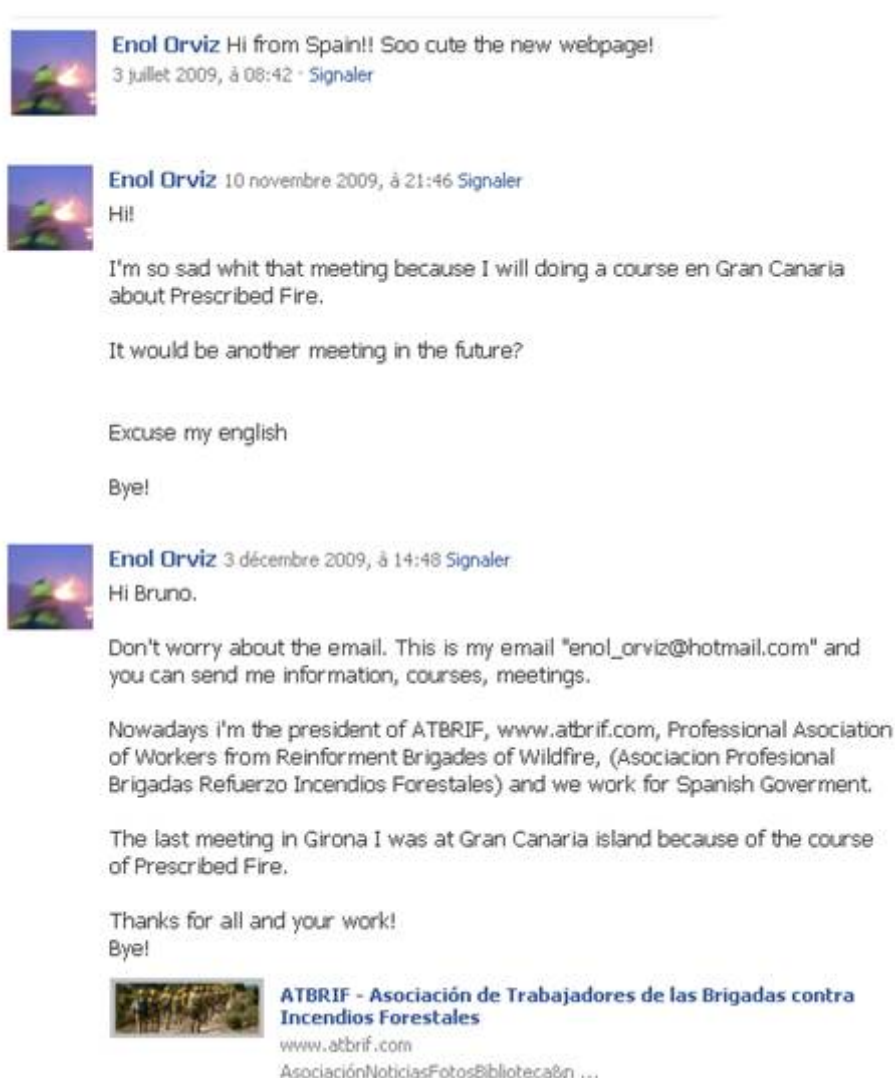 Enol Orviz Hi from Spain!! Soo cute the new webpage!
3 juillet 2009, à 08:42 · Signaler
Enol Orviz 10 novembre 2009, à 21:46 Signaler
Hi!
I'm so sad whit that meeting because I will doing a course en Gran Canaria
about Prescribed Fire.
It would be another meeting in the future?
Excuse my english
Bye!
Enol Orviz 3 décembre 2009, à 14:48 Signaler
Hi Bruno.
Don't worry about the email. This is my email "enol_orviz@hotmail.com" and
you can send me information, courses, meetings.
Nowadays i'm the president of ATBRIF, www.atbrif.com, Professional Asociation
of Workers from Reinforment Brigades of Wildfire, (Asociacion Profesional
Brigadas Refuerzo Incendios Forestales) and we work for Spanish Goverment.
The last meeting in Girona I was at Gran Canaria island because of the course
of Prescribed Fire.
Thanks for all and your work!
Bye!
ATBRIF - Asociación de Trabajadores de las Brigadas contra
Incendios Forestales
www.atbrif.com
AsociaciónNoticiasFotosBiblioteca&n ...